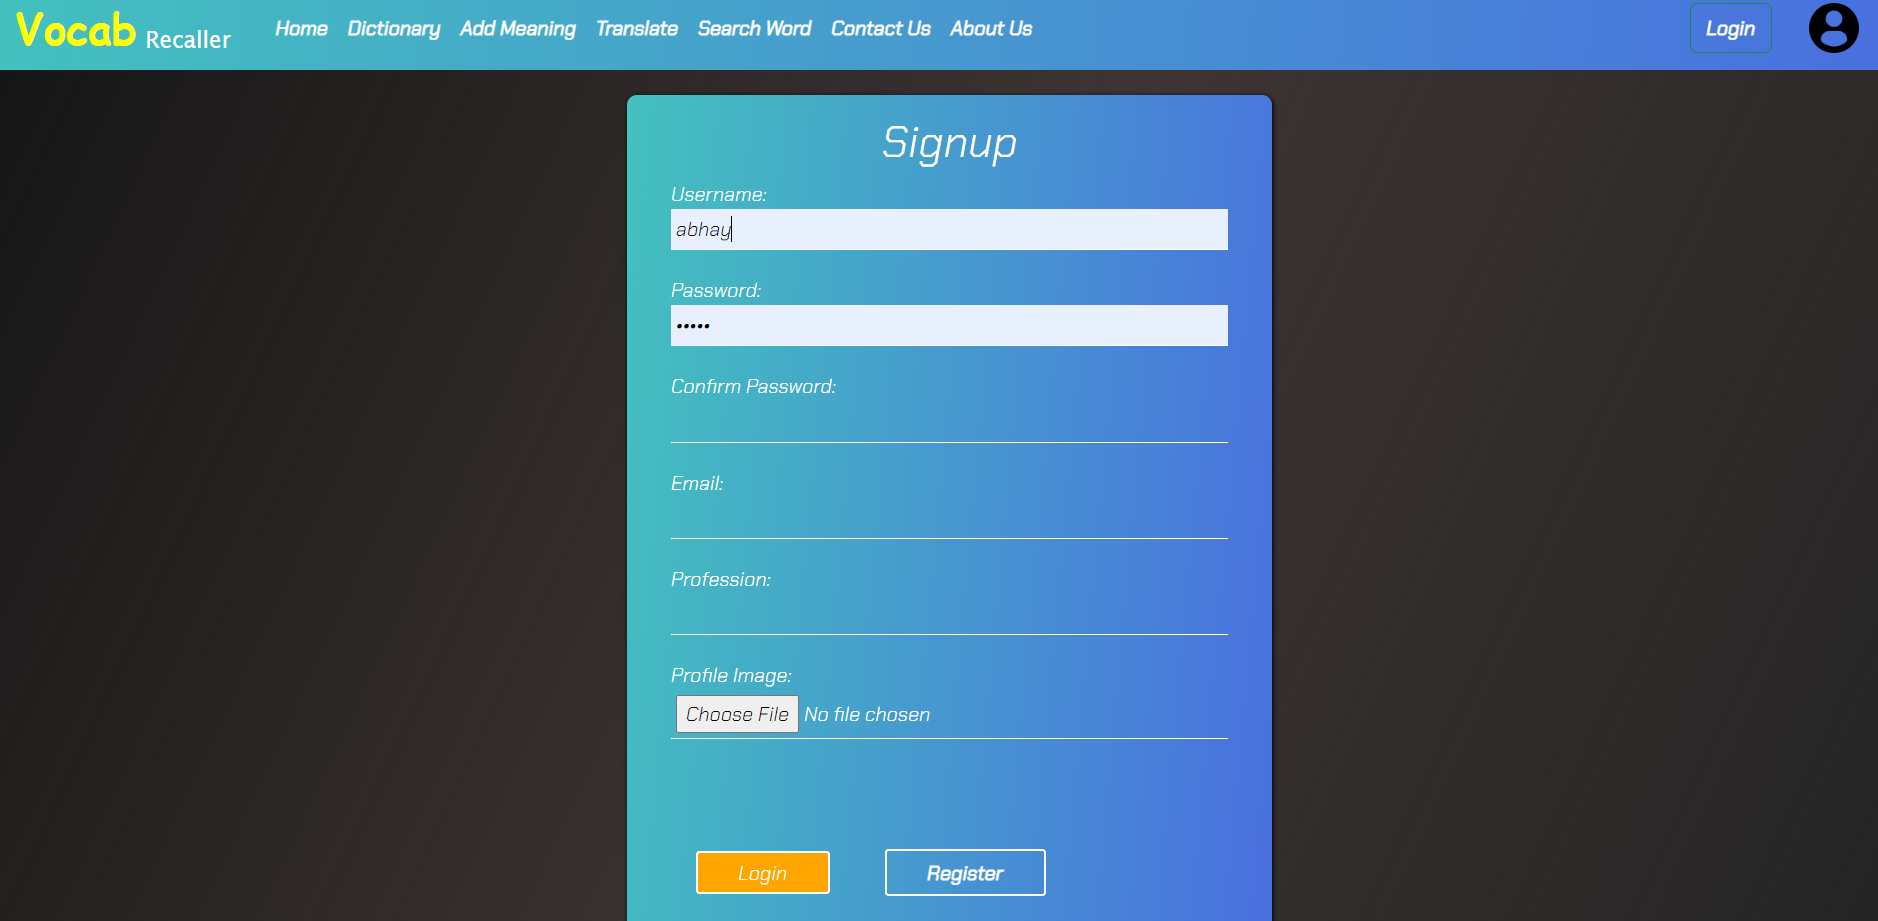 Vocab Recaller Home Dictionary Add Meaning Translate Search Word Contact Us About Us Login
Signup
Username:
abhay
Password:
•••••
Confirm Password:
Email:
Profession:
Profile Image:
Choose File No file chosen
Login Register